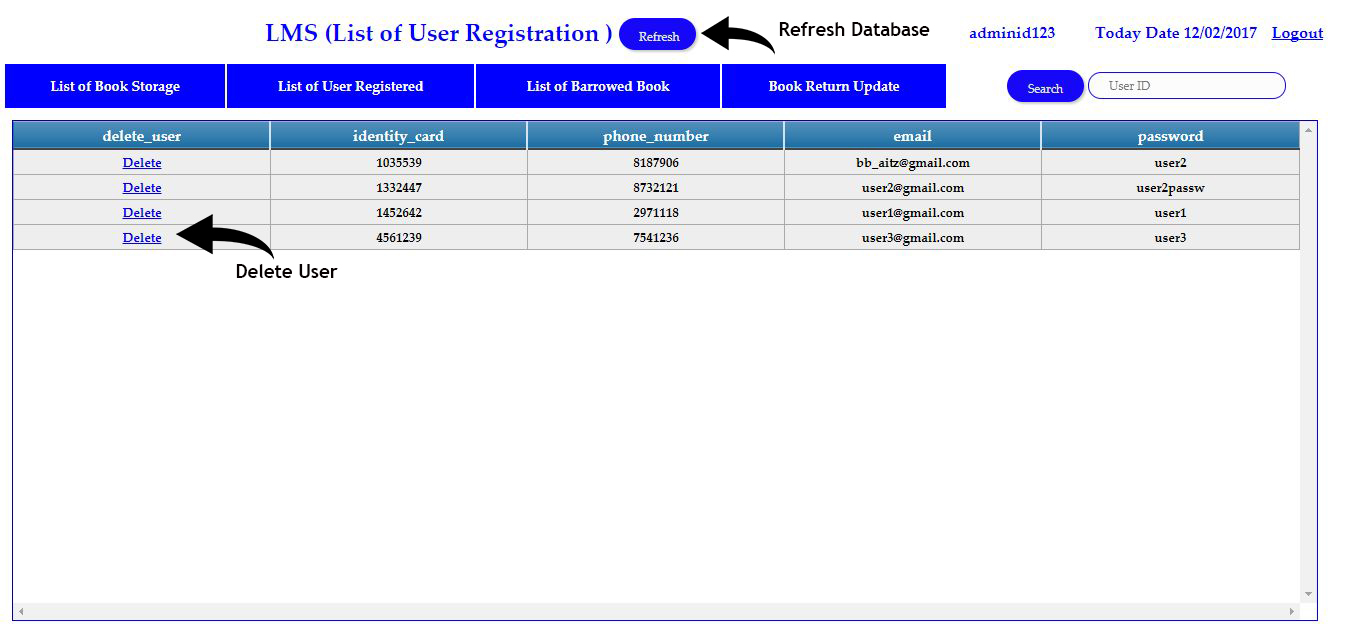 LMS (List of User Registration ) Refresh Refresh Database adminid123 Today Date 12/02/2017 Logout
List of Book Storage List of User Registered List of Barrowed Book Book Return Update Search User ID
delete_user identity_card phone_number email password
Delete 1035539 8187906 bb_aitz@gmail.com user2
Delete 1332447 8732121 user2@gmail.com user2passw
Delete 1452642 2971118 user1@gmail.com user1
Delete 4561239 7541236 user3@gmail.com user3
Delete User